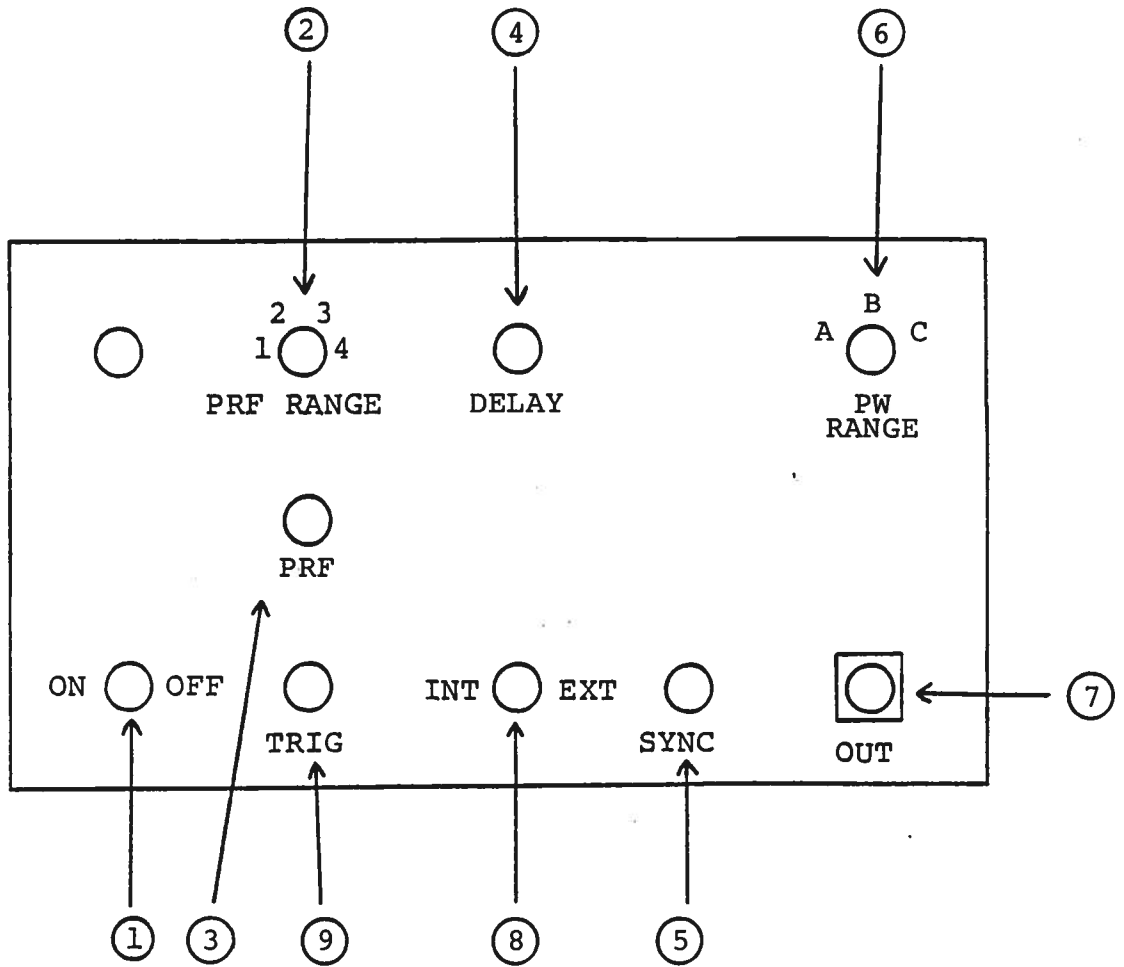 2 4 6
B
2 3
A C
1 4
PRF RANGE DELAY PW
RANGE
PRF
ON OFF INT EXT 7
TRIG SYNC OUT
1 3 9 8 5